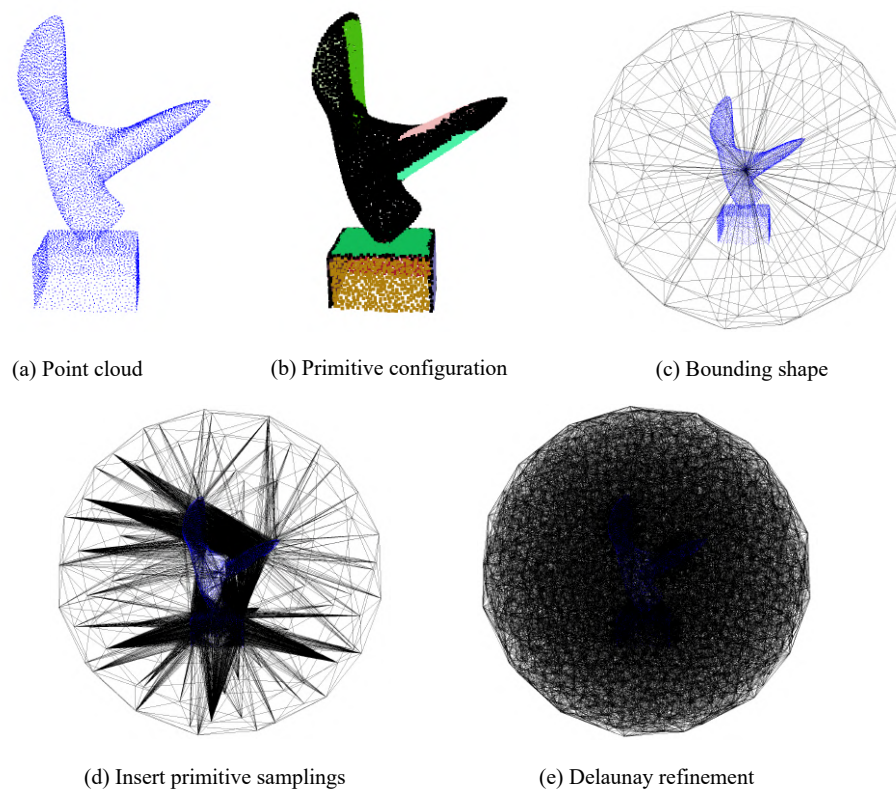 (a) Point cloud
(b) Primitive configuration
(c) Bounding shape
(d) Insert primitive samplings
(e) Delaunay refinement